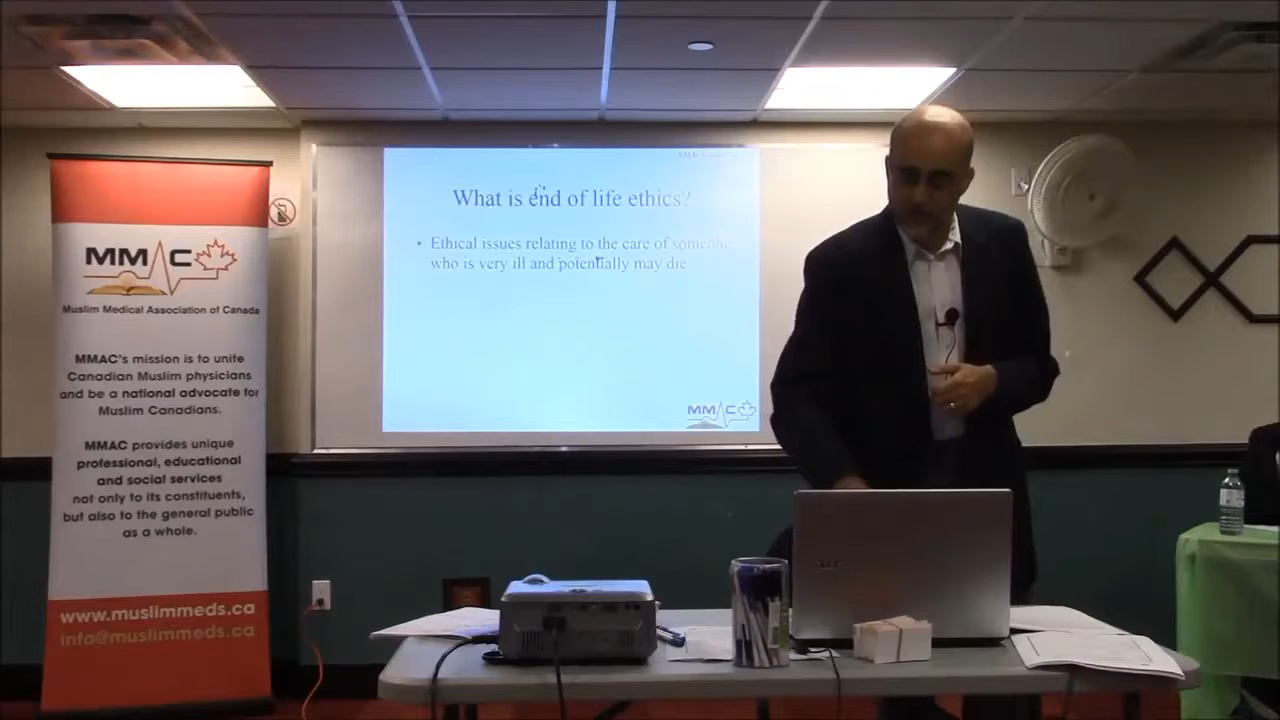 MMAC
Muslim Medical Association of Canada
MMAC's mission is to unite
Canadian Muslim physicians
and be a national advocate for
Muslim Canadians.
MMAC provides unique
professional, educational
and social services
not only to its constituents,
but also to the general public
as a whole.
www.muslimmeds.ca
info@muslimmeds.ca
What is end of life ethics?
• Ethical issues relating to the care of someone
who is very ill and potentially may die
MMAC
acer